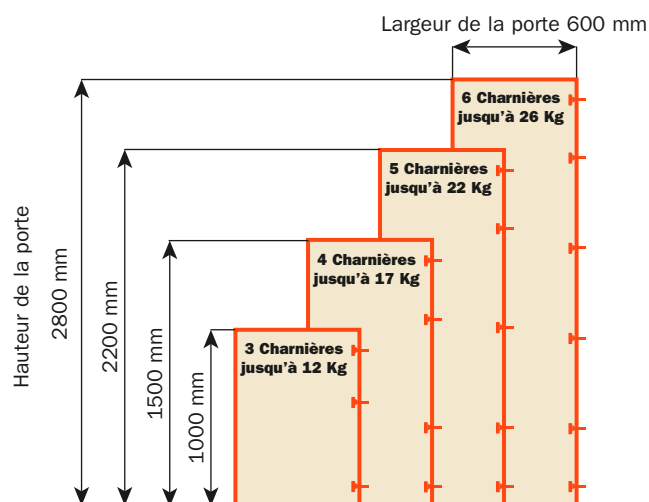 Largeur de la porte 600 mm
6 Charnières
jusqu'à 26 Kg
5 Charnières
jusqu'à 22 Kg
4 Charnières
jusqu'à 17 Kg
3 Charnières
jusqu'à 12 Kg
Hauteur de la porte
2800 mm
2200 mm
1500 mm
1000 mm